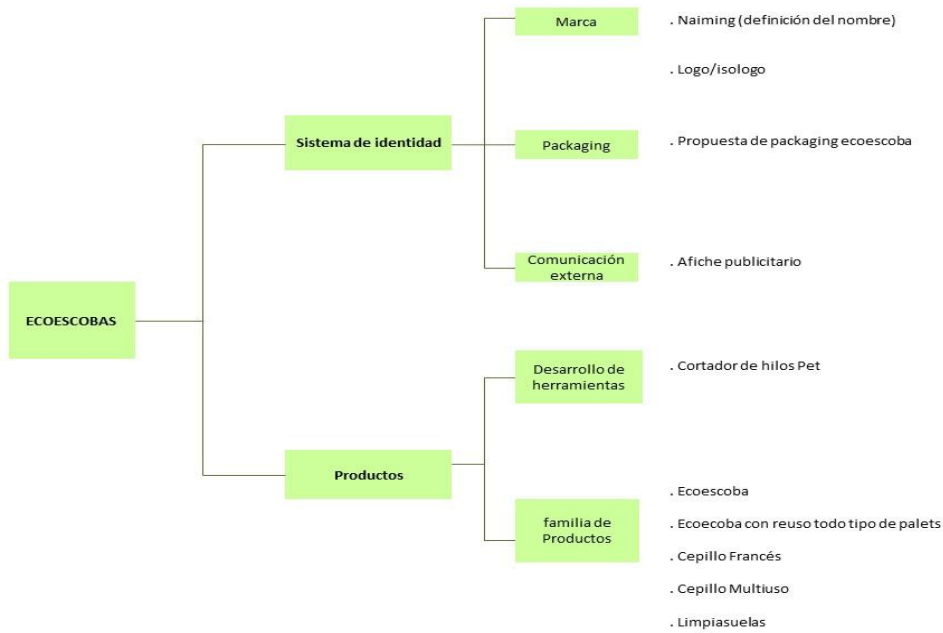 Marca
. Naiming (definición del nombre)
. Logo/isologo
Sistema de identidad
Packaging
. Propuesta de packaging ecoescoba
Comunicación
externa
. Afiche publicitario
ECOESCOBAS
Desarrollo de
herramientas
. Cortador de hilos Pet
Productos
familia de
Productos
. Ecoescoba
. Ecoecoba con reuso todo tipo de palets
. Cepillo Francés
. Cepillo Multiuso
. Limpiasuelas